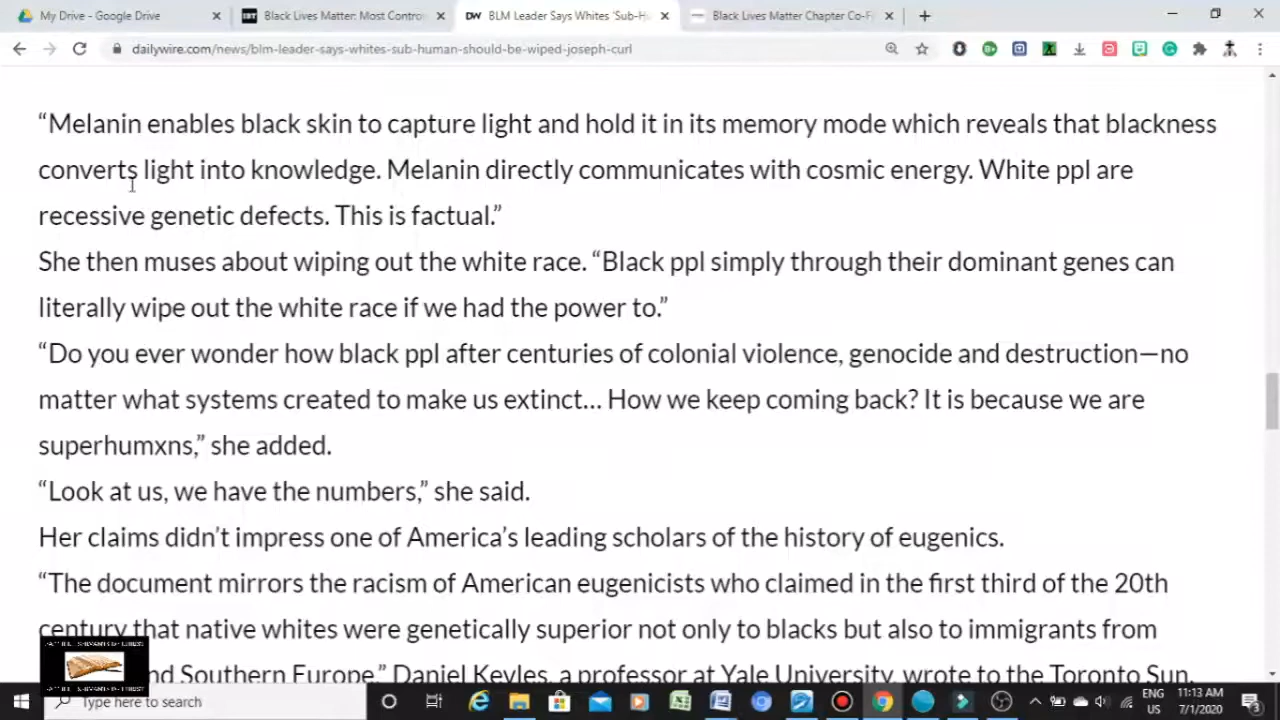 My Drive - Google Drive
IBT Black Lives Matter: Most Contro
DW BLM Leader Says Whites 'Sub-H
Black Lives Matter Chapter Co-F
dailywire.com/news/blm-leader-says-whites-sub-human-should-be-wiped-joseph-curl
“Melanin enables black skin to capture light and hold it in its memory mode which reveals that blackness
converts light into knowledge. Melanin directly communicates with cosmic energy. White ppl are
recessive genetic defects. This is factual.”
She then muses about wiping out the white race. “Black ppl simply through their dominant genes can
literally wipe out the white race if we had the power to.”
“Do you ever wonder how black ppl after centuries of colonial violence, genocide and destruction—no
matter what systems created to make us extinct… How we keep coming back? It is because we are
superhumxns,” she added.
“Look at us, we have the numbers,” she said.
Her claims didn’t impress one of America’s leading scholars of the history of eugenics.
“The document mirrors the racism of American eugenicists who claimed in the first third of the 20th
century that native whites were genetically superior not only to blacks but also to immigrants from
nd Southern Europe,” Daniel Kevles, a professor at Yale University, wrote to the Toronto Sun.
Type here to search
ENG
US
11:13 AM
7/1/2020
3